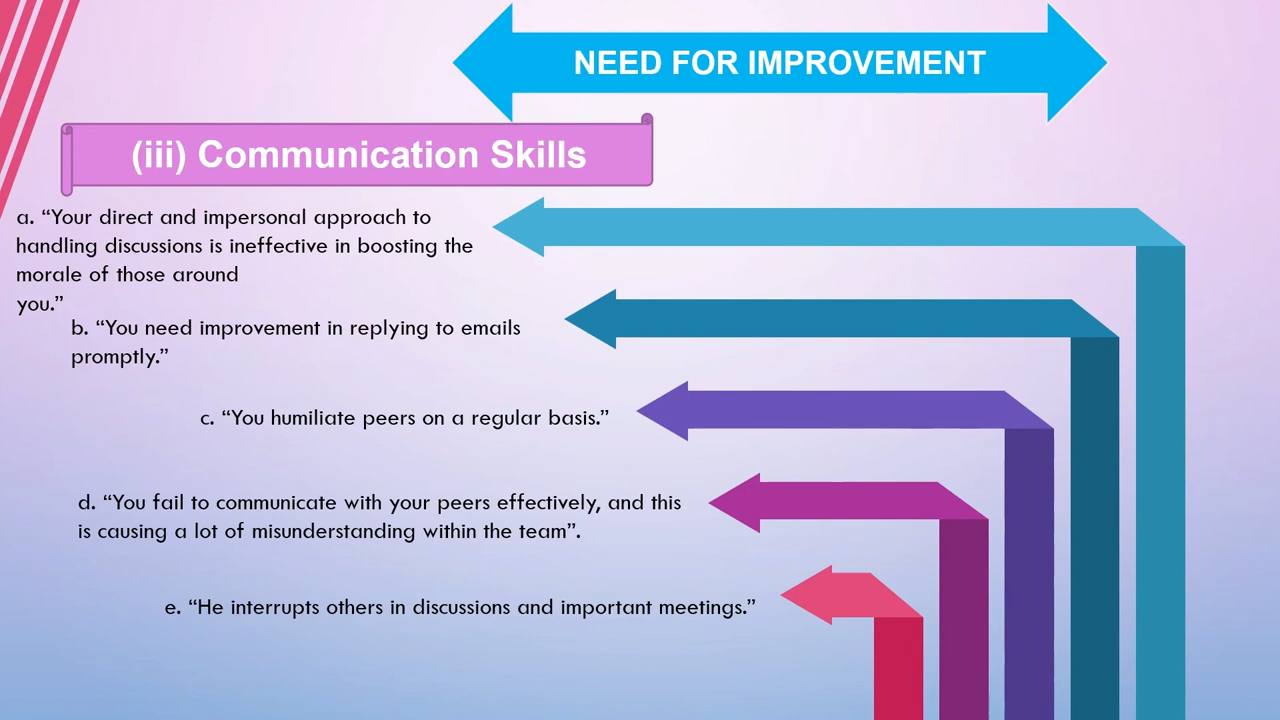 NEED FOR IMPROVEMENT
(iii) Communication Skills
a. “Your direct and impersonal approach to
handling discussions is ineffective in boosting the
morale of those around
you.”
b. “You need improvement in replying to emails
promptly.”
c. “You humiliate peers on a regular basis.”
d. “You fail to communicate with your peers effectively, and this
is causing a lot of misunderstanding within the team”.
e. “He interrupts others in discussions and important meetings.”